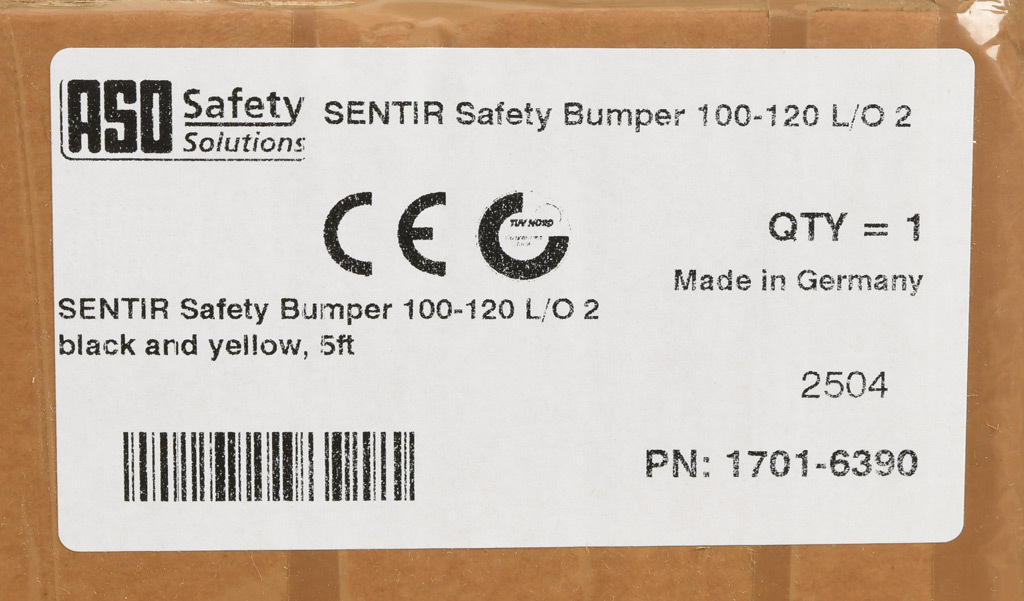 ASO Safety Solutions
SENTIR Safety Bumper 100-120 L/O 2
CE
TÜV NORD
QTY = 1
Made in Germany
SENTIR Safety Bumper 100-120 L/O 2
black and yellow, 5ft
2504
PN: 1701-6390